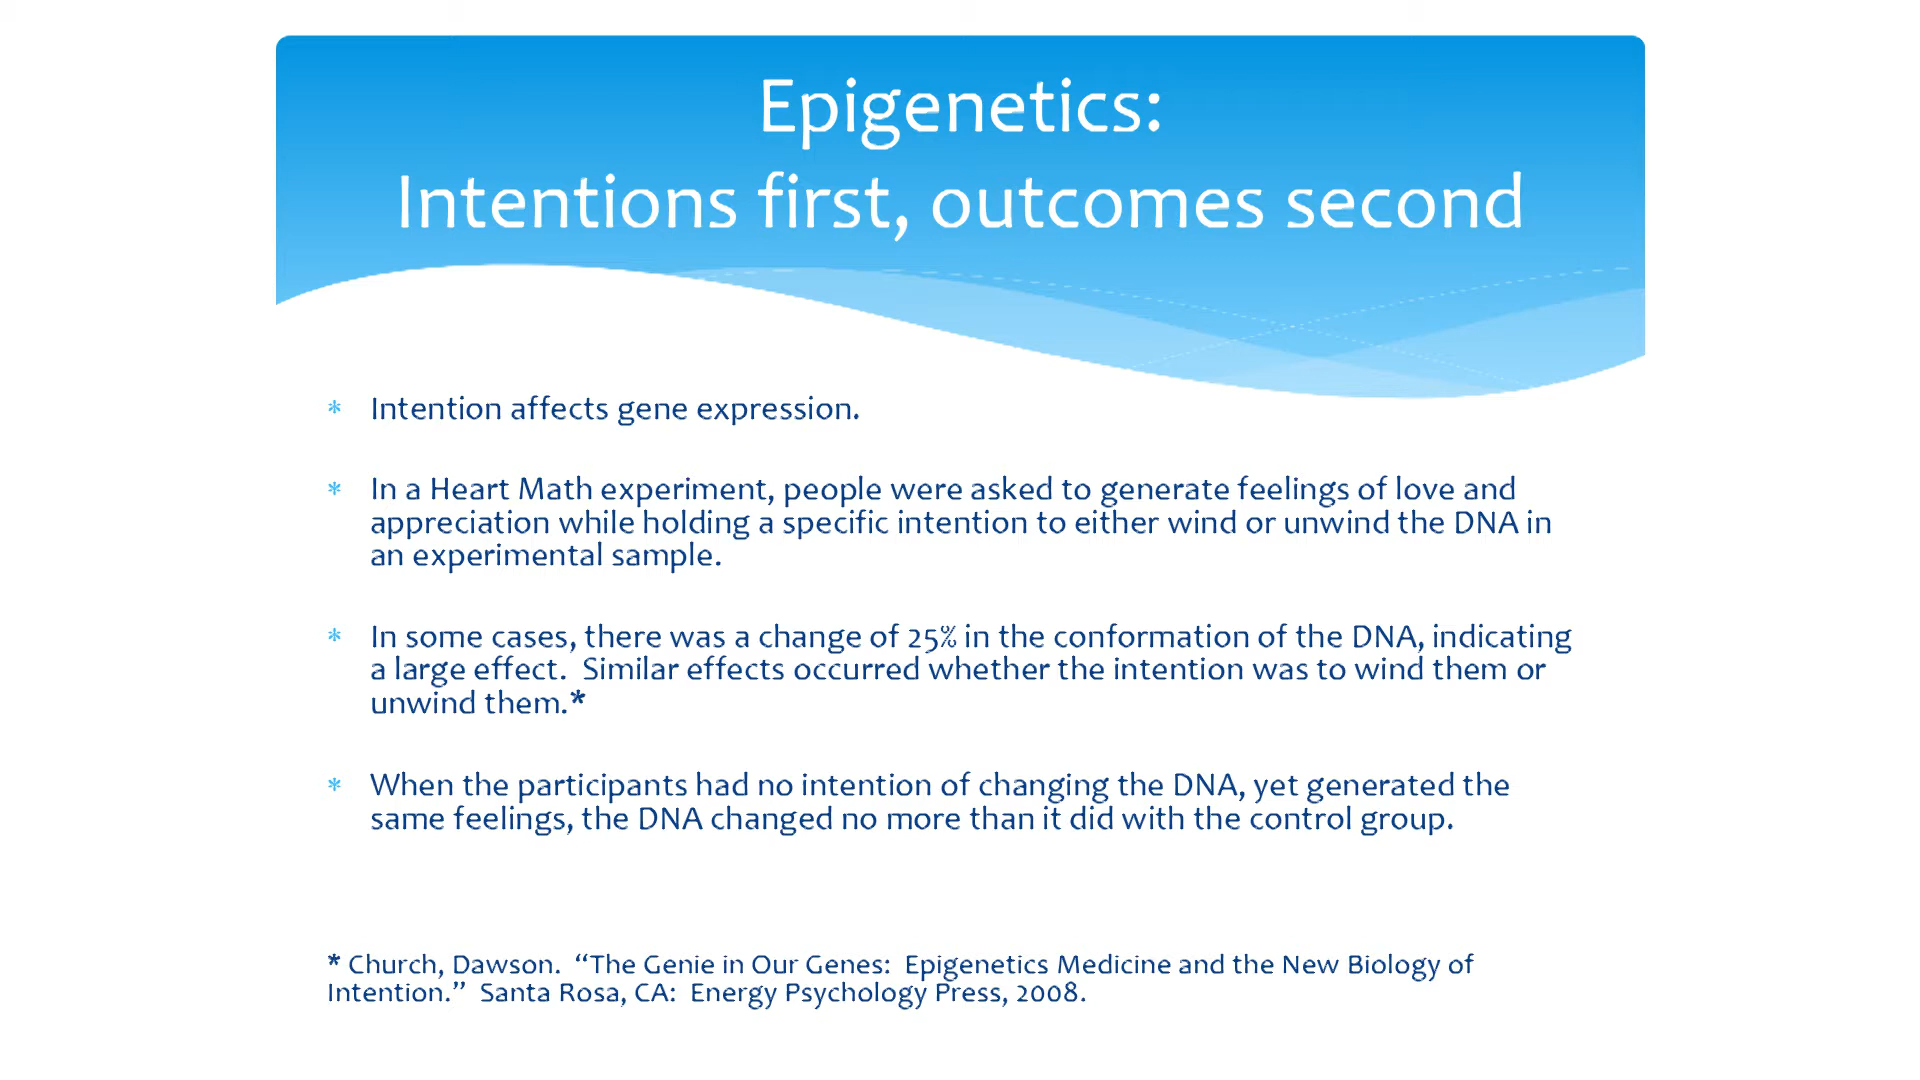 Epigenetics:
Intentions first, outcomes second
* Intention affects gene expression.
* In a Heart Math experiment, people were asked to generate feelings of love and
appreciation while holding a specific intention to either wind or unwind the DNA in
an experimental sample.
* In some cases, there was a change of 25% in the conformation of the DNA, indicating
a large effect.  Similar effects occurred whether the intention was to wind them or
unwind them.*
* When the participants had no intention of changing the DNA, yet generated the
same feelings, the DNA changed no more than it did with the control group.
* Church, Dawson.  “The Genie in Our Genes:  Epigenetics Medicine and the New Biology of
Intention.”  Santa Rosa, CA:  Energy Psychology Press, 2008.